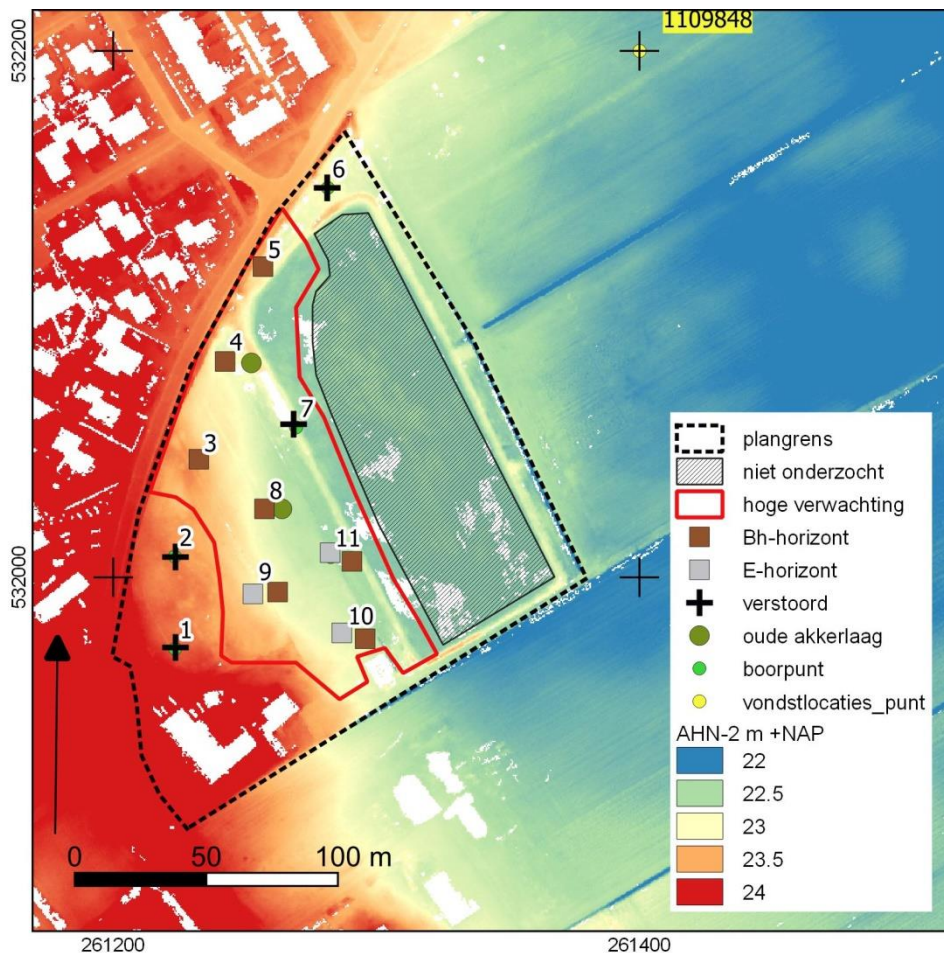 1109848
532200
6
5
4
7
3
8
2
11
9
10
1
532000
plangrens
niet onderzocht
hoge verwachting
Bh-horizont
E-horizont
verstoord
oude akkerlaag
boorpunt
vondstlocaties_punt
AHN-2 m +NAP
22
22.5
23
23.5
24
0 50 100 m
261200 261400